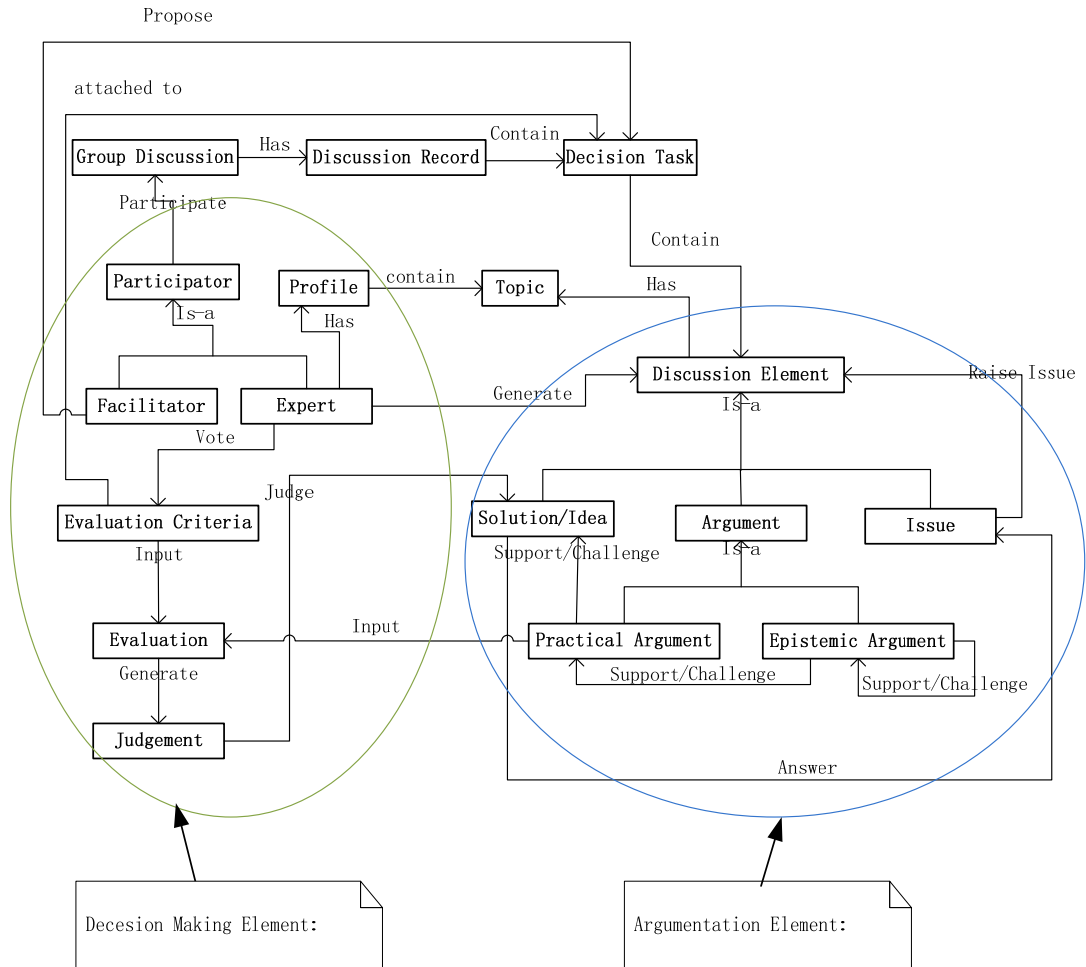 Propose
attached to
Group Discussion
Has
Discussion Record
Contain
Decision Task
Participate
Contain
Participator
Is-a
Profile
contain
Topic
Has
Has
Discussion Element
Raise Issue
Is-a
Facilitator
Expert
Generate
Vote
Judge
Evaluation Criteria
Input
Solution/Idea
Argument
Issue
Is-a
Support/Challenge
Evaluation
Input
Practical Argument
Epistemic Argument
Generate
Support/Challenge
Support/Challenge
Judgement
Answer
Decesion Making Element:
Argumentation Element: